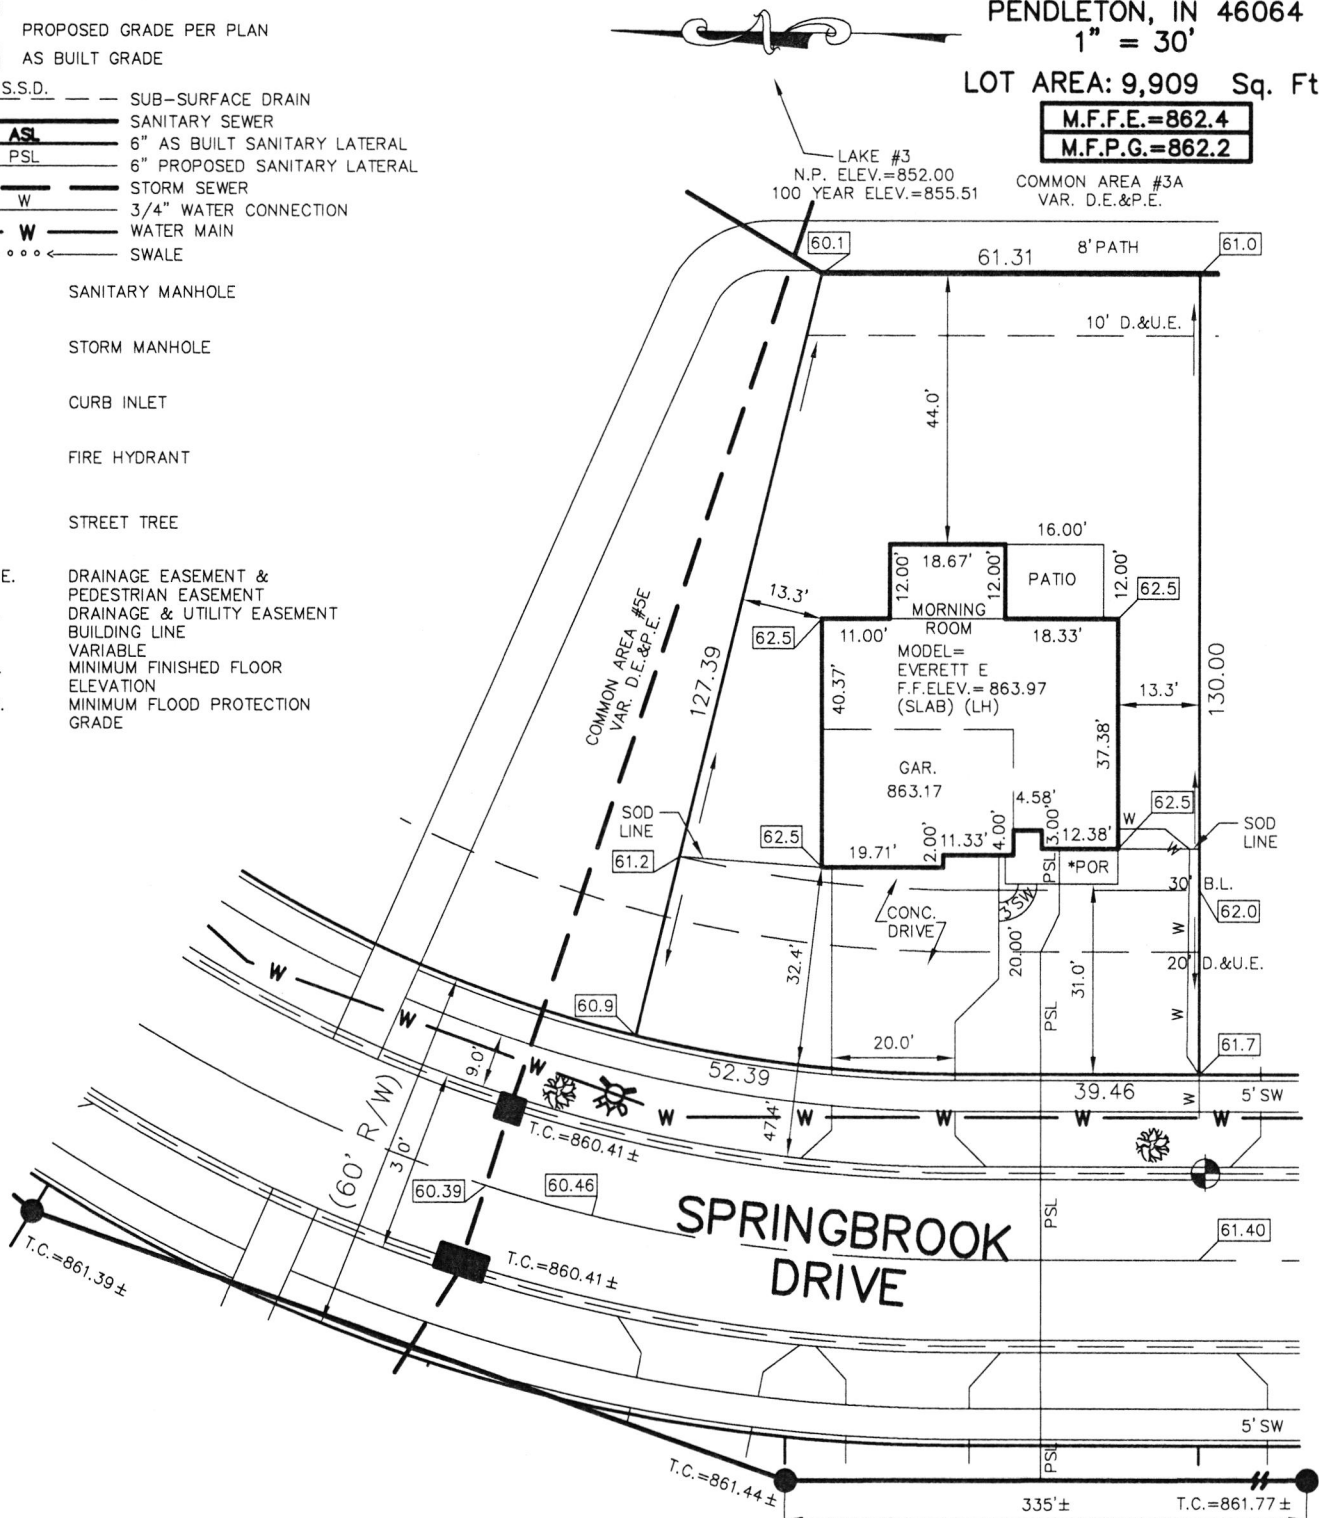 PENDLETON, IN 46064
1" = 30'
LOT AREA: 9,909 Sq. Ft
M.F.F.E.=862.4
M.F.P.G.=862.2
PROPOSED GRADE PER PLAN
AS BUILT GRADE
S.S.D.
SUB-SURFACE DRAIN
SANITARY SEWER
ASL
6" AS BUILT SANITARY LATERAL
PSL
6" PROPOSED SANITARY LATERAL
STORM SEWER
W
3/4" WATER CONNECTION
W
WATER MAIN
SWALE
SANITARY MANHOLE
STORM MANHOLE
CURB INLET
FIRE HYDRANT
STREET TREE
E. DRAINAGE EASEMENT &
PEDESTRIAN EASEMENT
DRAINAGE & UTILITY EASEMENT
BUILDING LINE
VARIABLE
MINIMUM FINISHED FLOOR
ELEVATION
MINIMUM FLOOD PROTECTION
GRADE
LAKE #3
N.P. ELEV.=852.00
100 YEAR ELEV.=855.51
COMMON AREA #3A
VAR. D.E.&P.E.
60.1
61.31
8' PATH
61.0
10' D.&U.E.
44.0'
16.00'
12.00'
18.67'
12.00'
PATIO
12.00'
62.5
13.3'
62.5
MORNING
ROOM
11.00'
18.33'
MODEL=
EVERETT E
F.F.ELEV.= 863.97
(SLAB) (LH)
40.37'
37.38'
13.3'
130.00
127.39
COMMON AREA #5E
VAR. D.E.&P.E.
GAR.
863.17
4.58'
62.5
W
SOD
LINE
W
SOD
LINE
62.5
61.2
19.71'
2.00'
11.33'
4.00'
3.00'
12.38'
PSL
*POR
30' B.L.
62.0
3'SW
CONC.
DRIVE
20.00'
W
20' D.&U.E.
32.4'
31.0'
PSL
W
60.9
20.0'
61.7
W
W
W
9.0'
52.39
39.46
5' SW
W
W
W
W
W
W
47.4'
T.C.=860.41±
(60' R/W)
60.39
60.46
SPRINGBROOK
DRIVE
PSL
61.40
T.C.=861.39±
T.C.=860.41±
5' SW
PSL
T.C.=861.44±
335'±
T.C.=861.77±